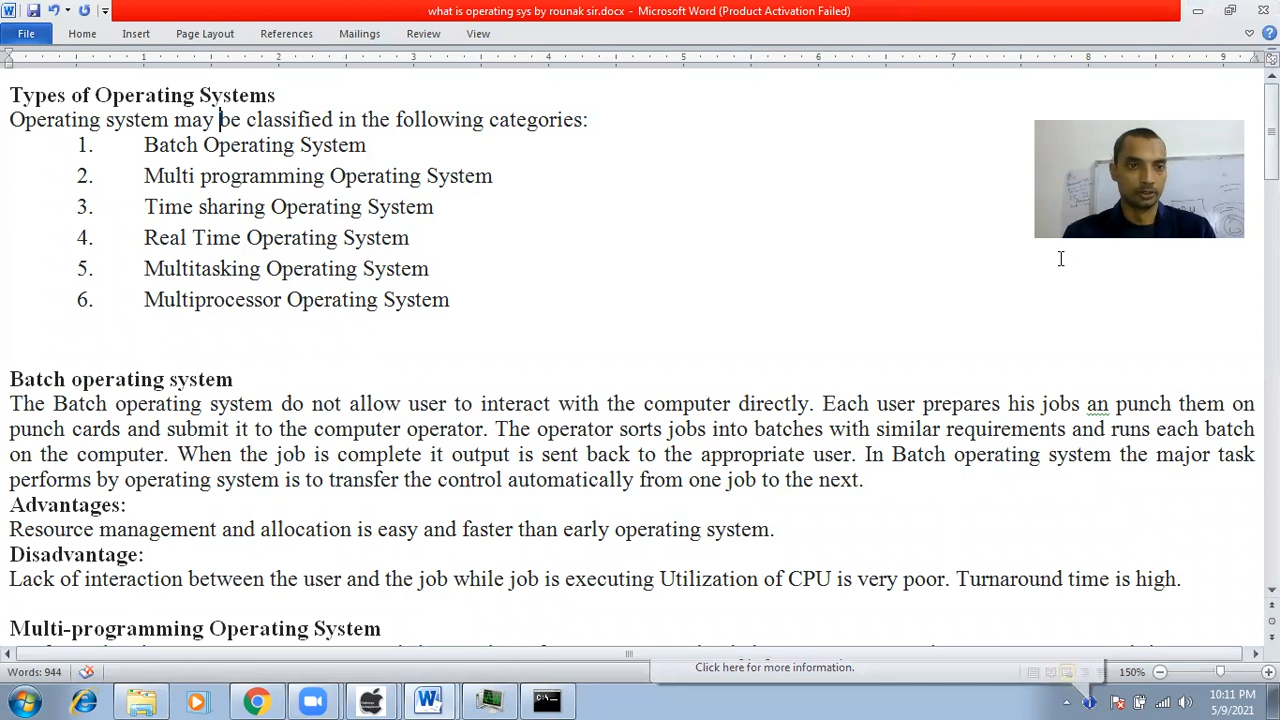 what is operating sys by rounak sir.docx - Microsoft Word (Product Activation Failed)
File Home Insert Page Layout References Mailings Review View
1 2 3 4 5 6 7 8 9
Types of Operating Systems
Operating system may be classified in the following categories:
1. Batch Operating System
2. Multi programming Operating System
3. Time sharing Operating System
4. Real Time Operating System
5. Multitasking Operating System
6. Multiprocessor Operating System
Batch operating system
The Batch operating system do not allow user to interact with the computer directly. Each user prepares his jobs an punch them on
punch cards and submit it to the computer operator. The operator sorts jobs into batches with similar requirements and runs each batch
on the computer. When the job is complete it output is sent back to the appropriate user. In Batch operating system the major task
performs by operating system is to transfer the control automatically from one job to the next.
Advantages:
Resource management and allocation is easy and faster than early operating system.
Disadvantage:
Lack of interaction between the user and the job while job is executing Utilization of CPU is very poor. Turnaround time is high.
Multi-programming Operating System
Words: 944
Click here for more information.
150%
10:11 PM
5/9/2021